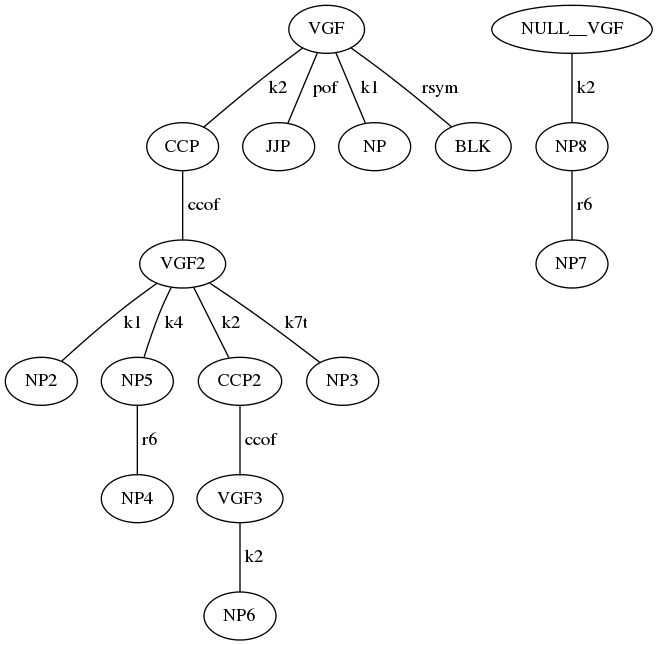 VGF NULL__VGF
k2 pof k1 rsym k2
CCP JJP NP BLK NP8
ccof r6
VGF2 NP7
k1 k4 k2 k7t
NP2 NP5 CCP2 NP3
r6 ccof
NP4 VGF3
k2
NP6